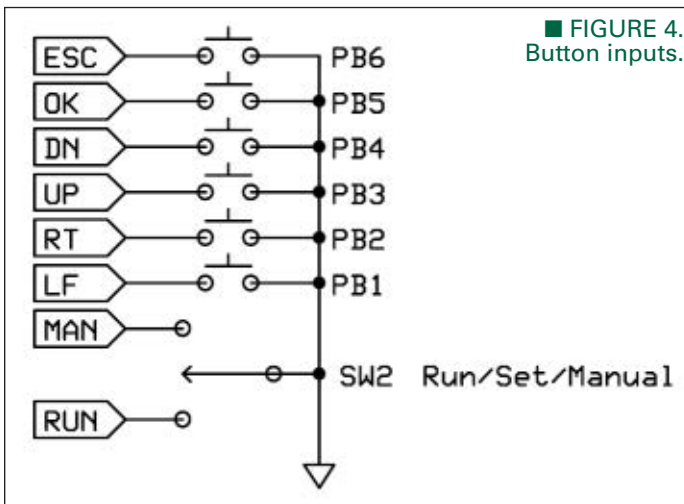 ■ FIGURE 4.
Button inputs.
ESC PB6
OK PB5
DN PB4
UP PB3
RT PB2
LF PB1
MAN
SW2 Run/Set/Manual
RUN